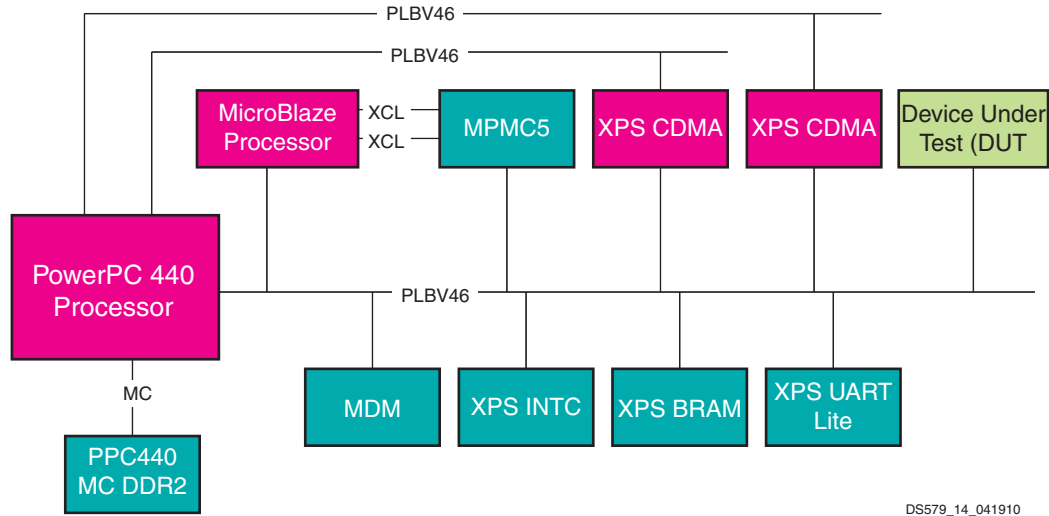 PLBV46
PLBV46
MicroBlaze
Processor
XCL
XCL
MPMC5
XPS CDMA
XPS CDMA
Device Under
Test (DUT
PowerPC 440
Processor
PLBV46
MC
MDM
XPS INTC
XPS BRAM
XPS UART
Lite
PPC440
MC DDR2
DS579_14_041910